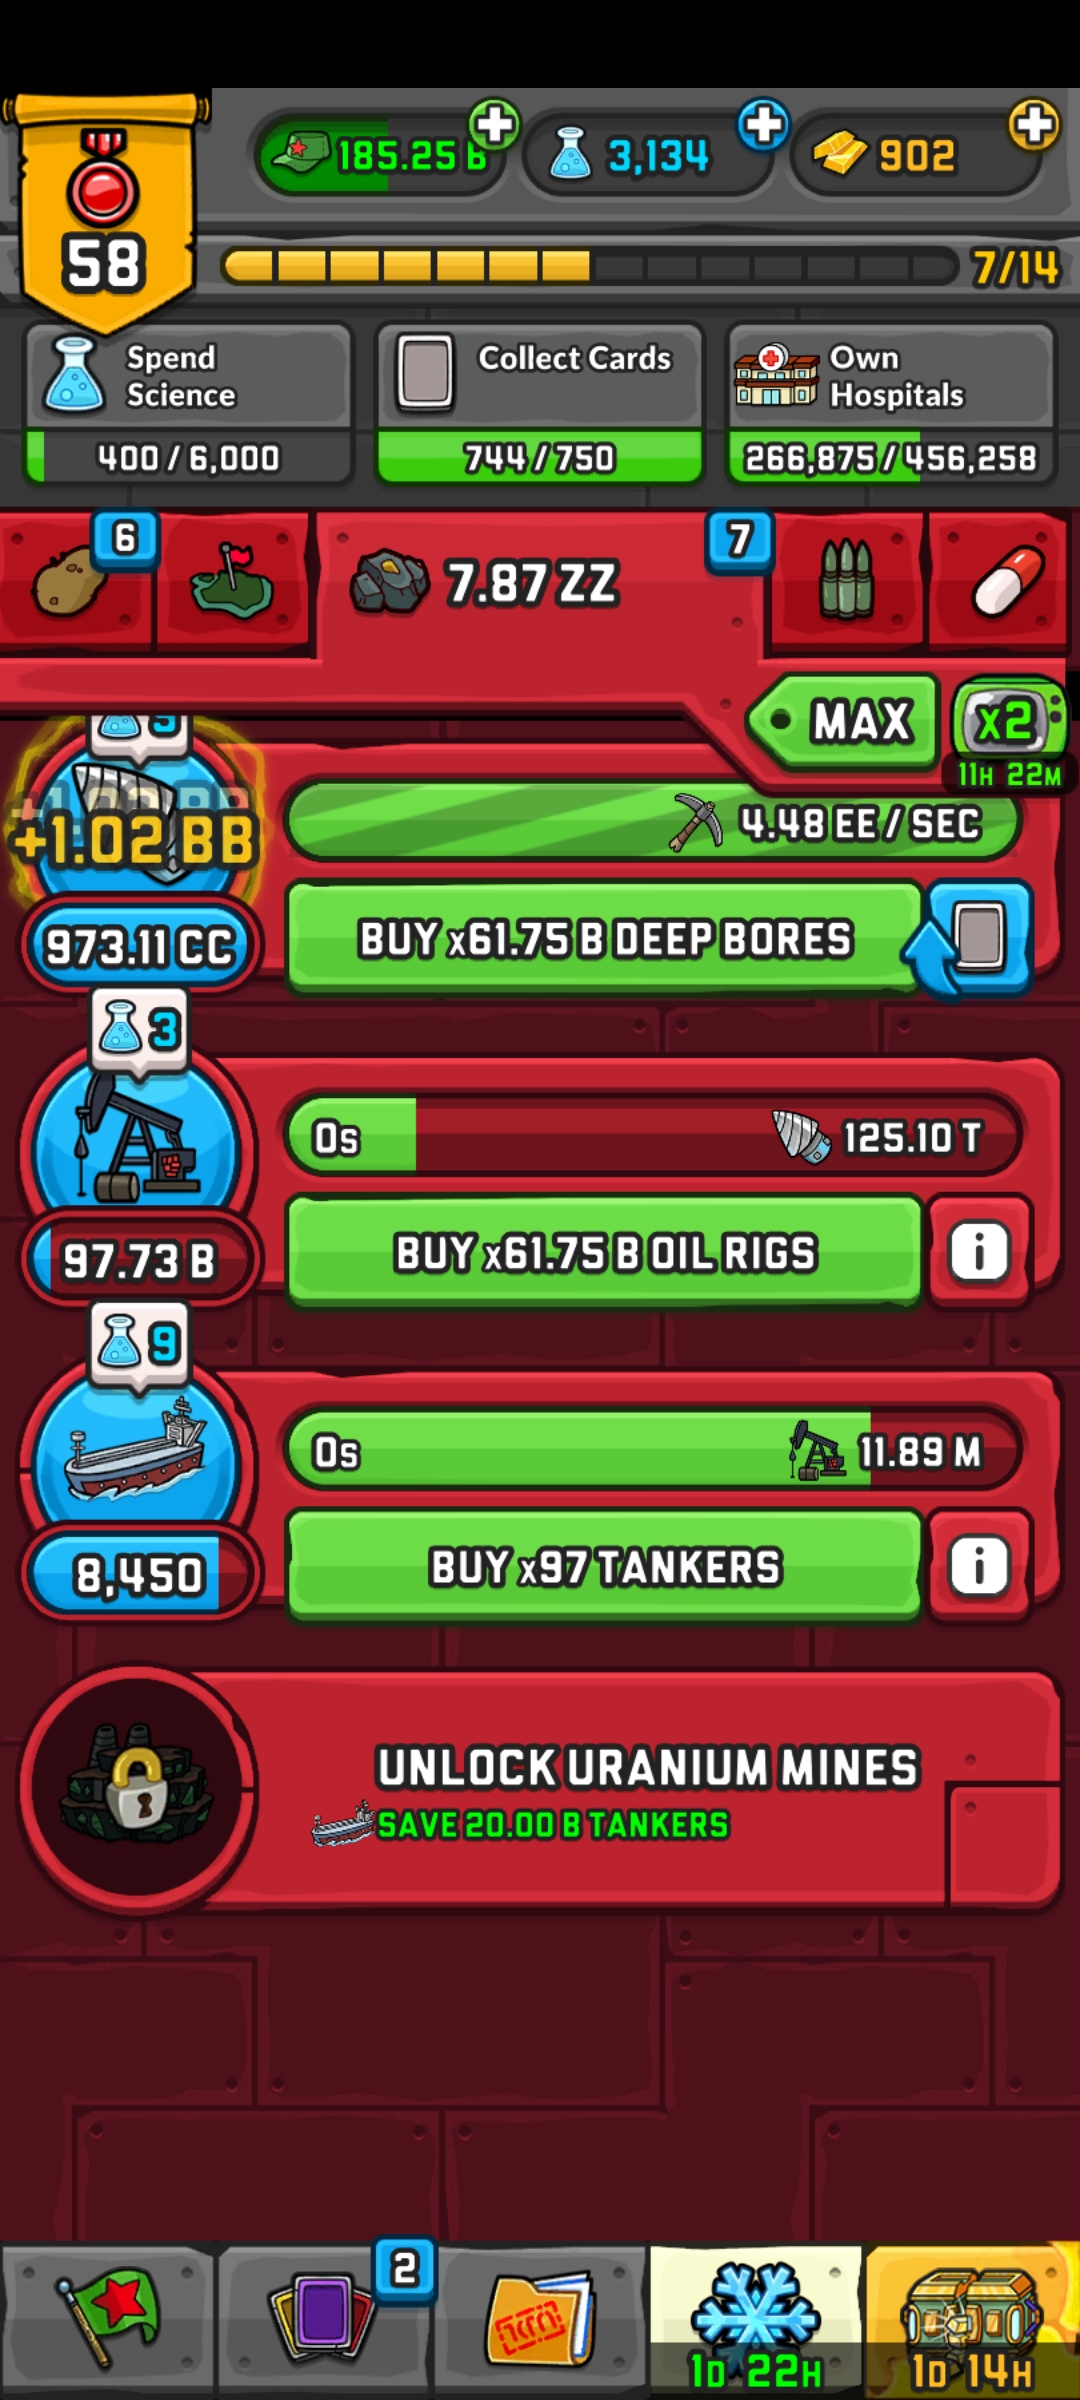 58
185.25 B
3,134
902
7/14
Spend Science
400 / 6,000
Collect Cards
744 / 750
Own Hospitals
266,875 / 456,258
6
7.87 ZZ
7
MAX
x2
11H 22M
+1.02 BB
4.48 EE / SEC
973.11 CC
BUY x61.75 B DEEP BORES
3
0s
125.10 T
97.73 B
BUY x61.75 B OIL RIGS
i
9
0s
11.89 M
8,450
BUY x97 TANKERS
i
UNLOCK URANIUM MINES
SAVE 20.00 B TANKERS
2
1D 22H
1D 14H